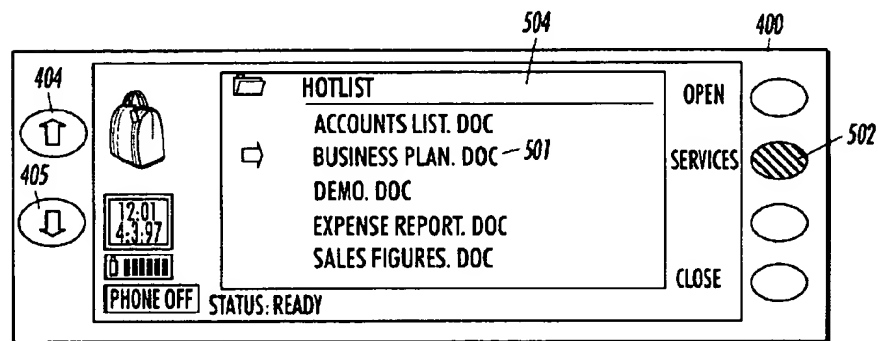 504
400
404
HOTLIST
OPEN
ACCOUNTS LIST. DOC
BUSINESS PLAN. DOC
501
SERVICES
502
405
DEMO. DOC
12:01
4:3:97
EXPENSE REPORT. DOC
SALES FIGURES. DOC
CLOSE
PHONE OFF
STATUS: READY